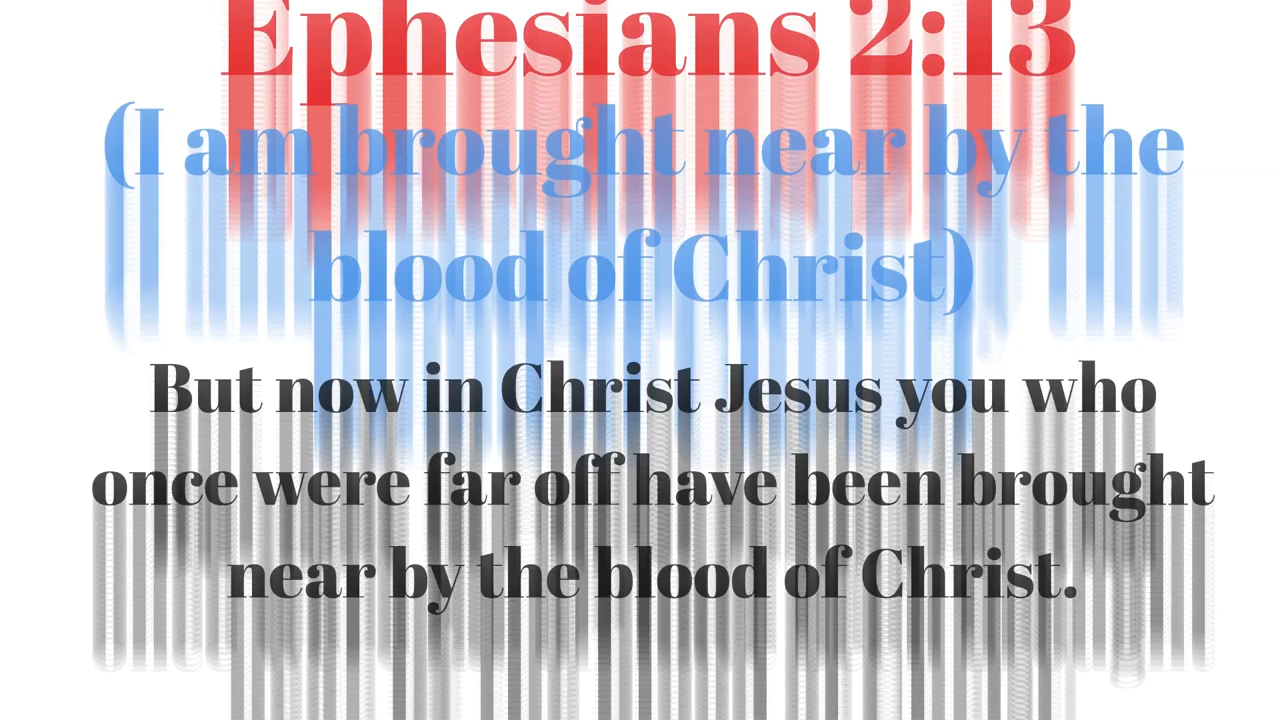 Ephesians 2:13
(I am brought near by the
blood of Christ)
But now in Christ Jesus you who
once were far off have been brought
near by the blood of Christ.